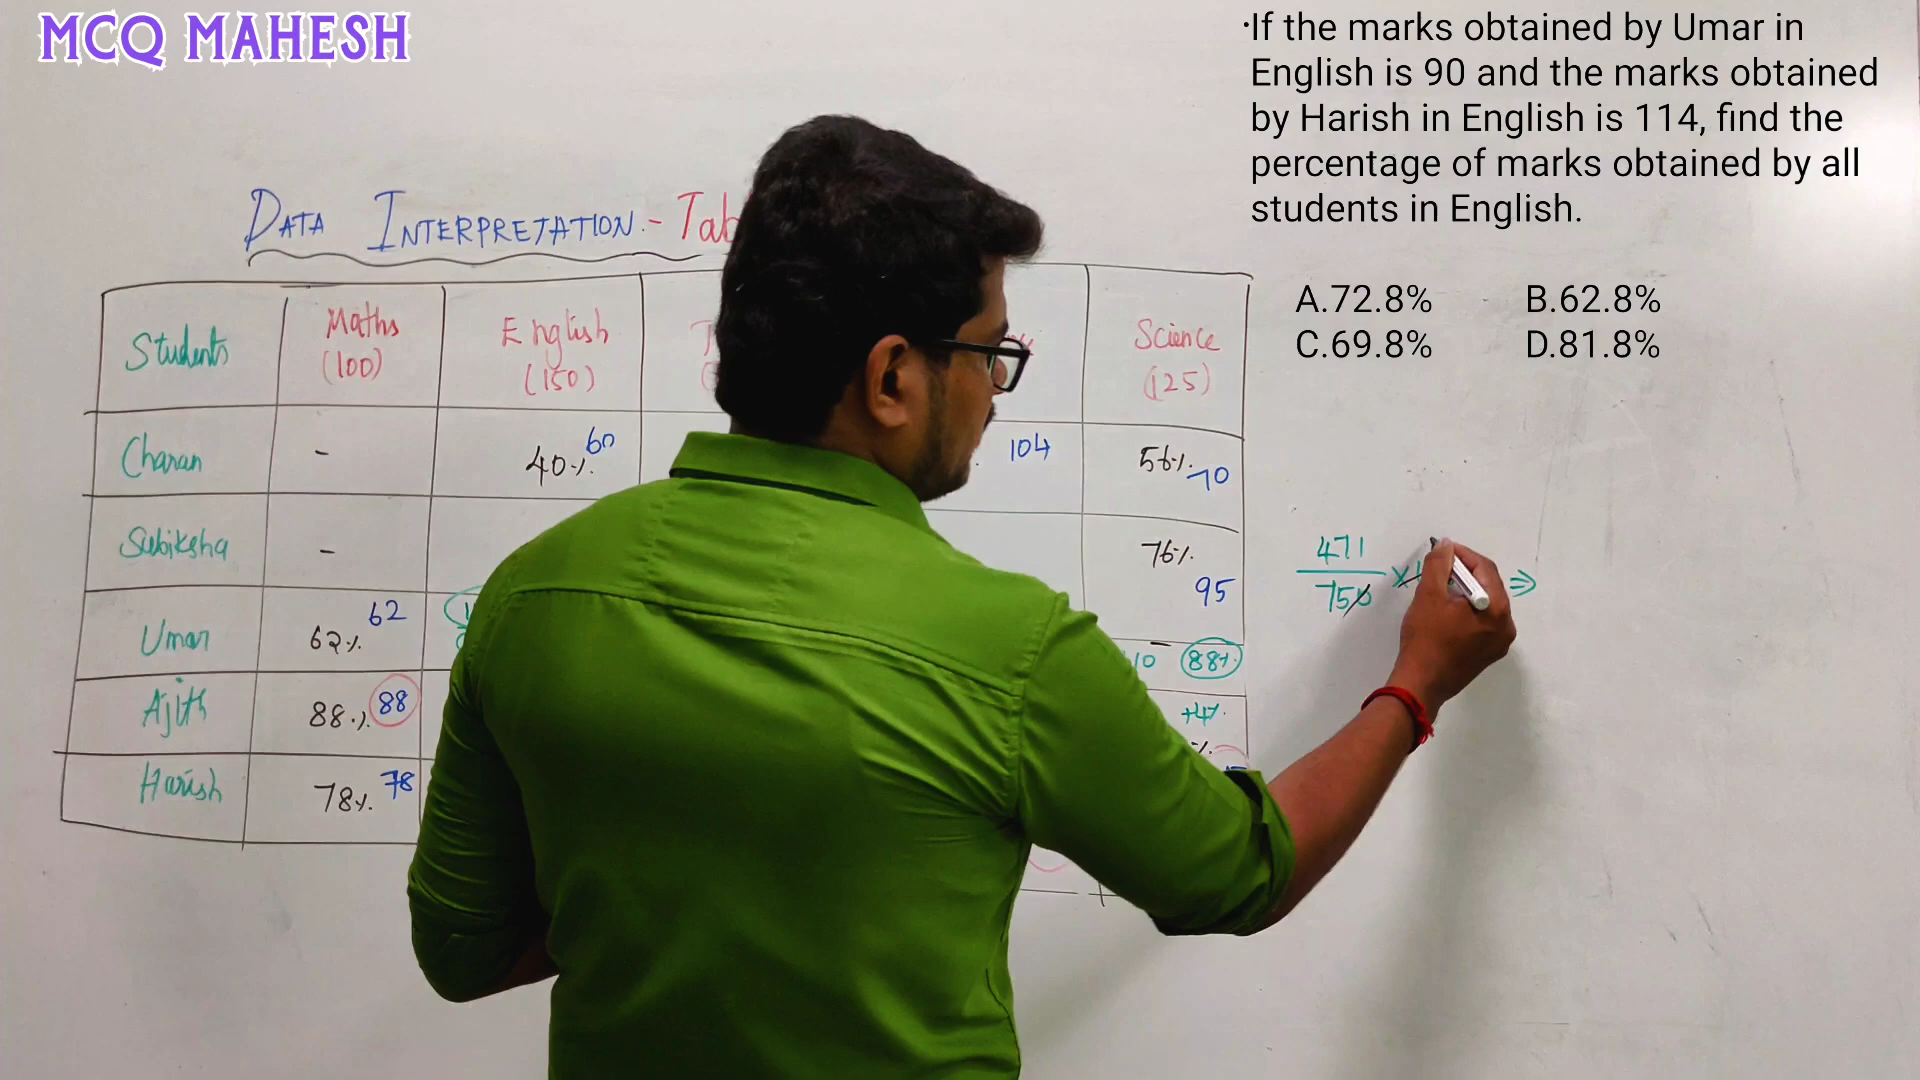 MCQ MAHESH
·If the marks obtained by Umar in
English is 90 and the marks obtained
by Harish in English is 114, find the
percentage of marks obtained by all
students in English.
A.72.8% B.62.8%
C.69.8% D.81.8%
DATA INTERPRETATION - Tab
Students Maths (100) English (150) Science (125)
Charan - 40% 60 104 56% 70
Subiksha - 76% 95
Umar 62% 62 - 10 88%
Ajith 88% 88 +4%
Harish 78% 78
471
750
⇒